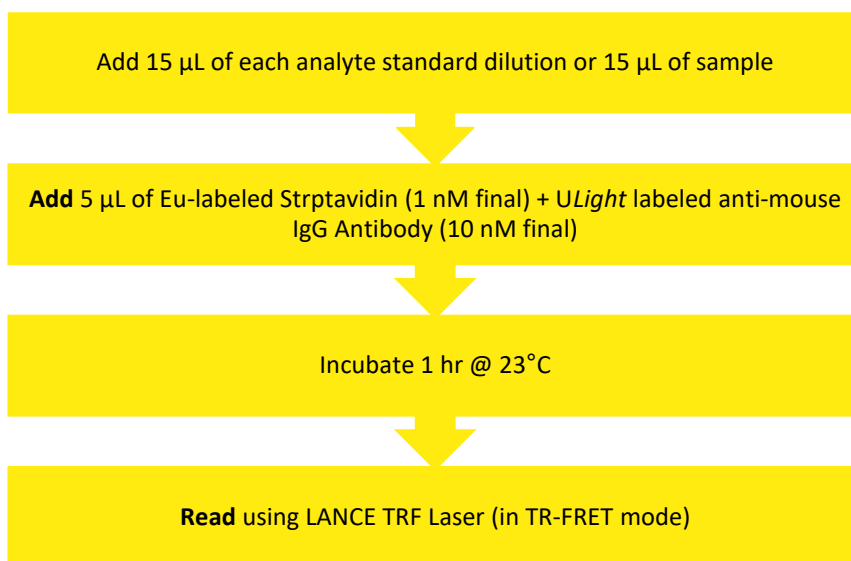 Add 15 µL of each analyte standard dilution or 15 µL of sample
Add 5 µL of Eu-labeled Strptavidin (1 nM final) + ULight labeled anti-mouse
IgG Antibody (10 nM final)
Incubate 1 hr @ 23°C
Read using LANCE TRF Laser (in TR-FRET mode)